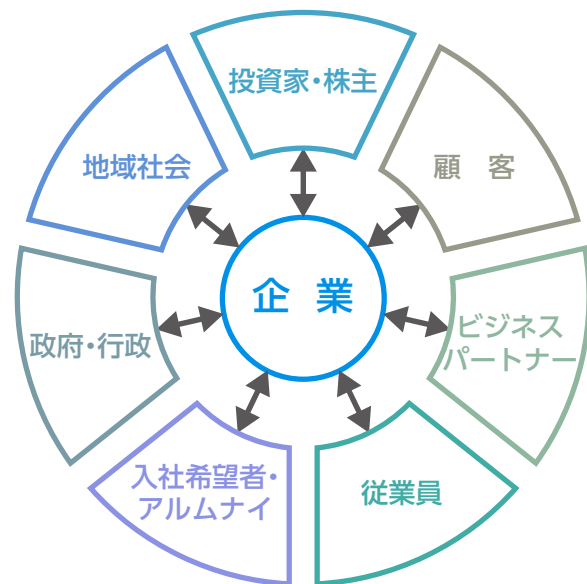 投資家・株主
顧　客
ビジネス
パートナー
従業員
入社希望者・
アルムナイ
政府・行政
地域社会
企　業